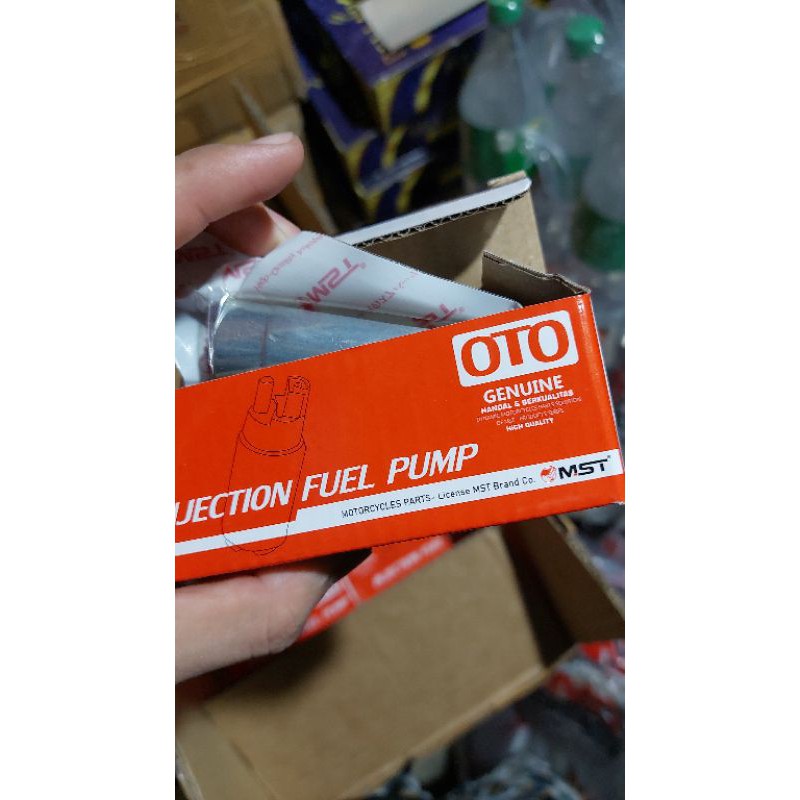 OTO
GENUINE
HANDAL & BERKUALITAS
HIGH QUALITY
JECTION FUEL PUMP
MOTORCYCLES PARTS- License MST Brand Co.
MST